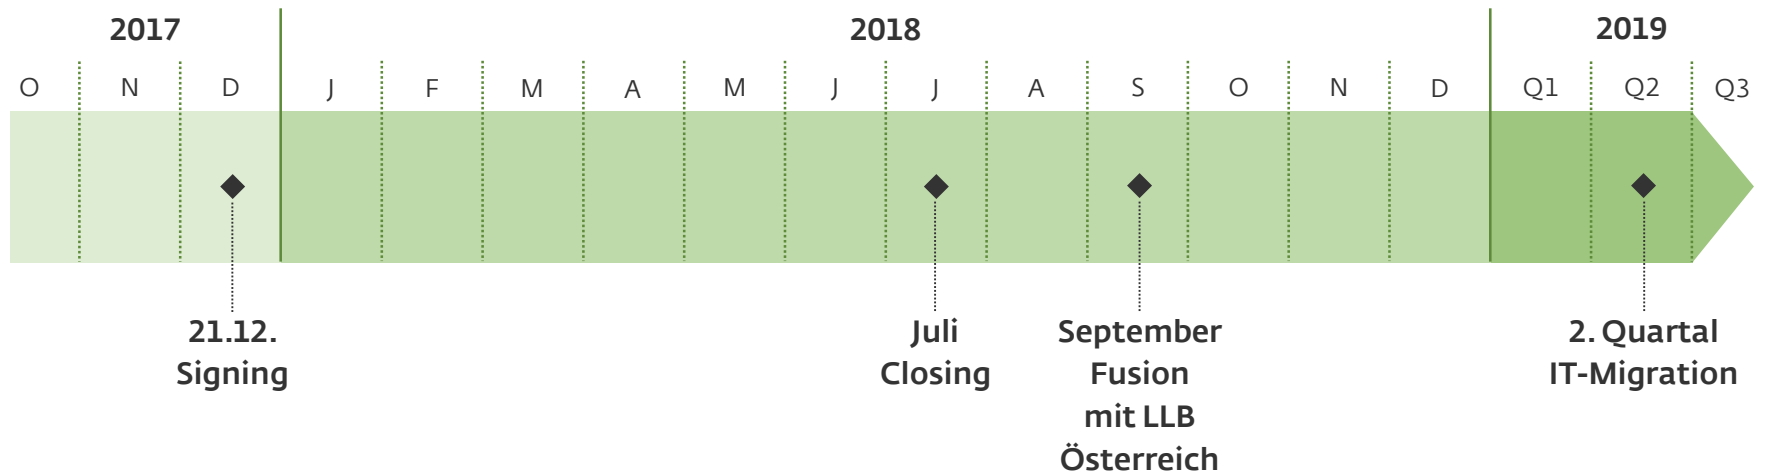 2017 2018 2019
O N D J F M A M J J A S O N D Q1 Q2 Q3
21.12.
Signing
Juli
Closing
September
Fusion
mit LLB
Österreich
2. Quartal
IT-Migration